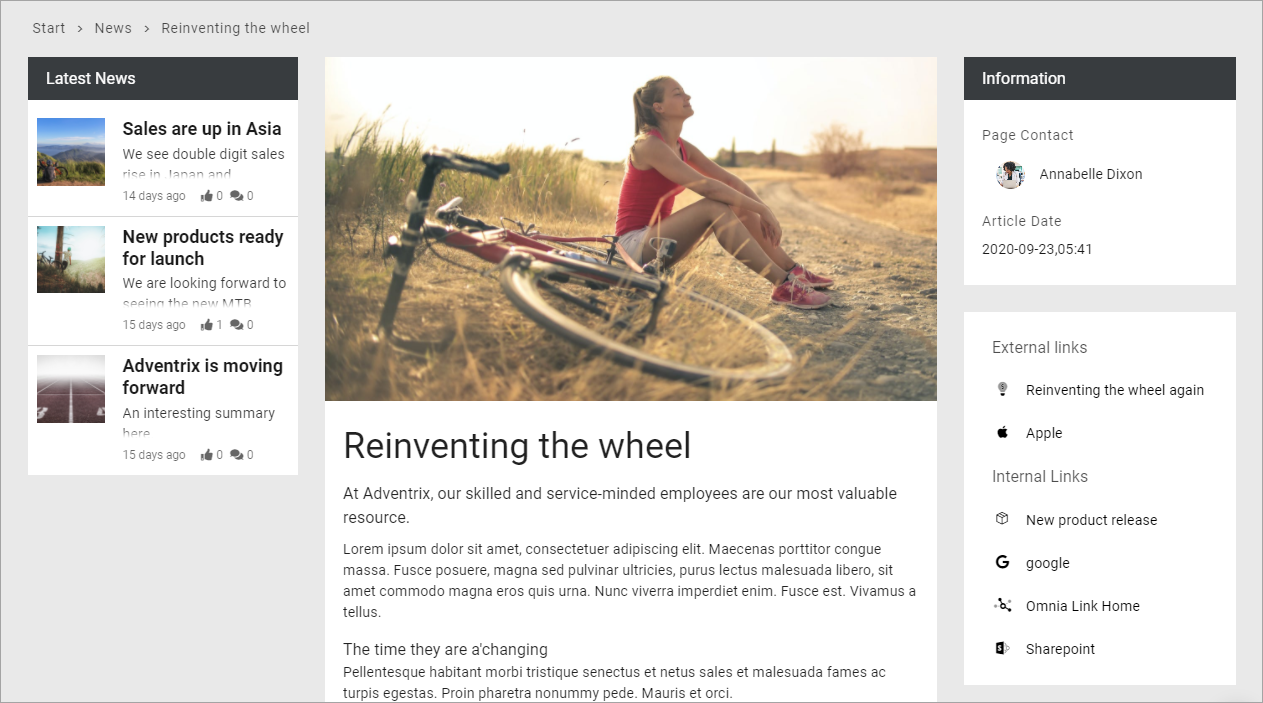 Start > News > Reinventing the wheel
Latest News
Sales are up in Asia
We see double digit sales
rise in Japan and
14 days ago 0 0
New products ready
for launch
We are looking forward to
seeing the new MTB
15 days ago 1 0
Adventrix is moving
forward
An interesting summary
here
15 days ago 0 0
Reinventing the wheel
At Adventrix, our skilled and service-minded employees are our most valuable
resource.
Lorem ipsum dolor sit amet, consectetuer adipiscing elit. Maecenas porttitor congue
massa. Fusce posuere, magna sed pulvinar ultricies, purus lectus malesuada libero, sit
amet commodo magna eros quis urna. Nunc viverra imperdiet enim. Fusce est. Vivamus a
tellus.
The time they are a'changing
Pellentesque habitant morbi tristique senectus et netus sales et malesuada fames ac
turpis egestas. Proin pharetra nonummy pede. Mauris et orci.
Information
Page Contact
Annabelle Dixon
Article Date
2020-09-23,05:41
External links
Reinventing the wheel again
Apple
Internal Links
New product release
google
Omnia Link Home
Sharepoint